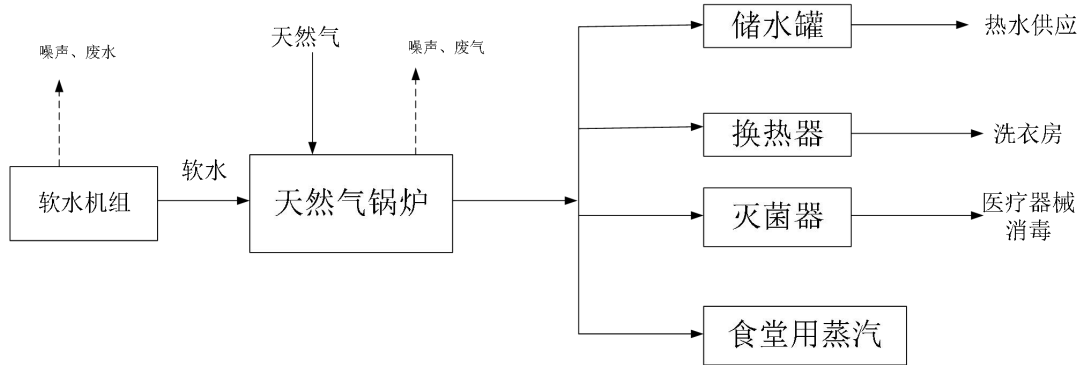 储水罐
热水供应
天然气
噪声、废水
噪声、废气
换热器
洗衣房
软水
软水机组
天然气锅炉
灭菌器
医疗器械
消毒
食堂用蒸汽